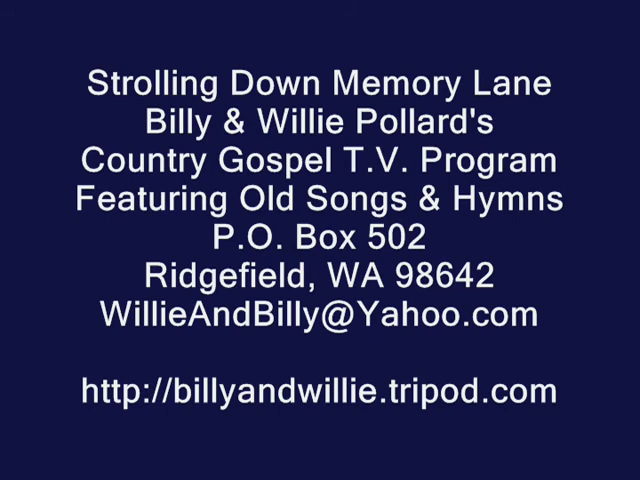 Strolling Down Memory Lane
Billy & Willie Pollard's
Country Gospel T.V. Program
Featuring Old Songs & Hymns
P.O. Box 502
Ridgefield, WA 98642
WillieAndBilly@Yahoo.com
http://billyandwillie.tripod.com